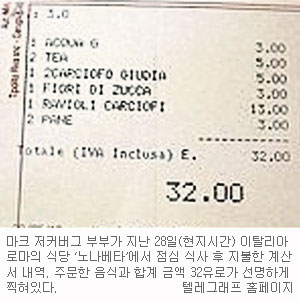 : 3.0
1 ACQUA G 3.00
2 TEA 5.00
1 2CARCIOFO GIUDIA 5.00
1 FIORI DI ZUCCA 3.00
1 RAVIOLI CARCIOFI 13.00
2 PANE 3.00
Totale (IVA Inclusa) E. 32.00
32.00
마크 저커버그 부부가 지난 28일(현지시간) 이탈리아
로마의 식당 ‘노나베타’에서 점심 식사 후 지불한 계산
서 내역. 주문한 음식과 합계 금액 32유로가 선명하게
찍혀있다. 텔레그래프 홈페이지